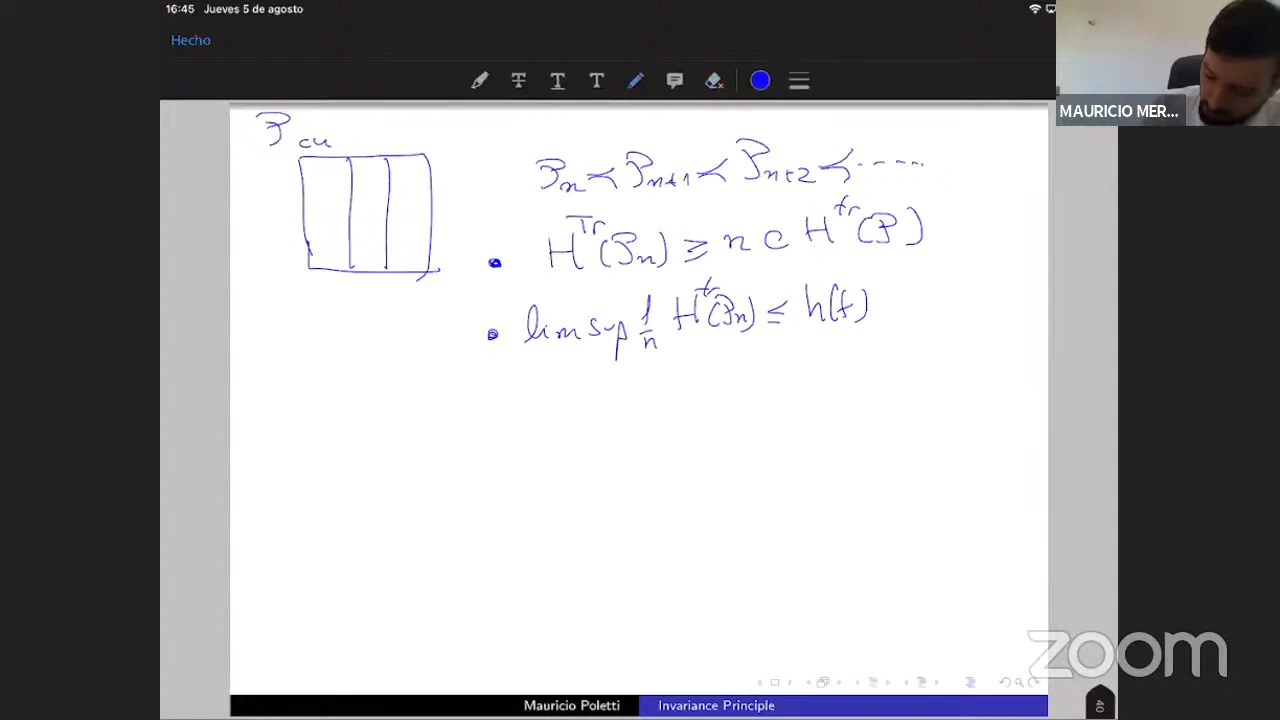 16:45 Jueves 5 de agosto
Hecho
MAURICIO MER...
P cu
Pn ≺ Pn+1 ≺ Pn+2 ≺ -----
• H^Tr(Pn) ≥ n c H^tr(P)
• lim sup 1/n H^tr(Pn) ≤ h(f)
zoom
Mauricio Poletti Invariance Principle
40